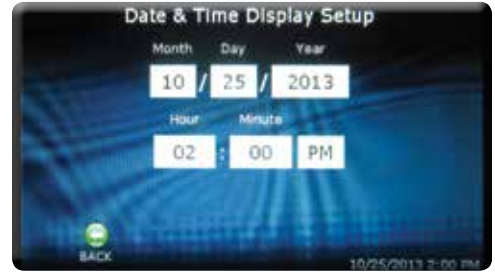 Date & Time Display Setup
Month Day Year
10 / 25 / 2013
Hour Minute
02 : 00 PM
BACK
10/25/2013 2:00 PM